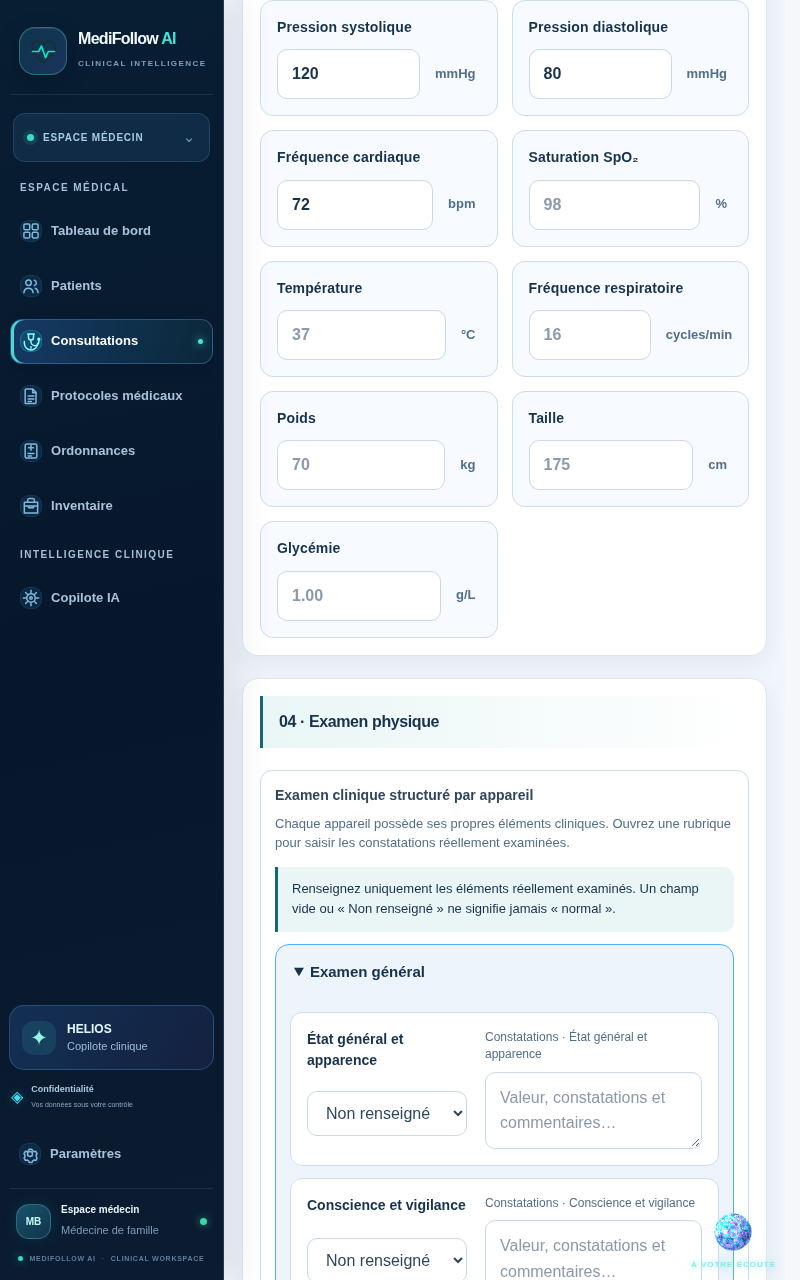 MediFollow AI
CLINICAL INTELLIGENCE
ESPACE MÉDECIN
ESPACE MÉDICAL
Tableau de bord
Patients
Consultations
Protocoles médicaux
Ordonnances
Inventaire
INTELLIGENCE CLINIQUE
Copilote IA
HELIOS
Copilote clinique
Confidentialité
Vos données sous votre contrôle
Paramètres
MB
Espace médecin
Médecine de famille
MEDIFOLLOW AI · CLINICAL WORKSPACE
Pression systolique
120 mmHg
Pression diastolique
80 mmHg
Fréquence cardiaque
72 bpm
Saturation SpO₂
98 %
Température
37 °C
Fréquence respiratoire
16 cycles/min
Poids
70 kg
Taille
175 cm
Glycémie
1.00 g/L
04 · Examen physique
Examen clinique structuré par appareil
Chaque appareil possède ses propres éléments cliniques. Ouvrez une rubrique
pour saisir les constatations réellement examinées.
Renseignez uniquement les éléments réellement examinés. Un champ
vide ou « Non renseigné » ne signifie jamais « normal ».
▼ Examen général
État général et
apparence
Non renseigné
Constatations · État général et
apparence
Valeur, constatations et
commentaires…
Conscience et vigilance
Non renseigné
Constatations · Conscience et vigilance
Valeur, constatations et
commentaires…
À VOTRE ÉCOUTE